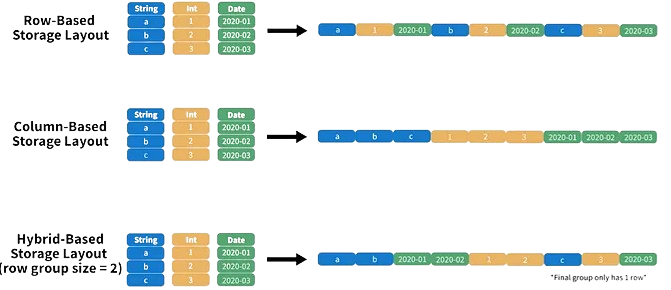 Row-Based
Storage Layout
String Int Date
a 1 2020-01
b 2 2020-02
c 3 2020-03
a 1 2020-01 b 2 2020-02 c 3 2020-03
Column-Based
Storage Layout
String Int Date
a 1 2020-01
b 2 2020-02
c 3 2020-03
a b c 1 2 3 2020-01 2020-02 2020-03
Hybrid-Based
Storage Layout
(row group size = 2)
String Int Date
a 1 2020-01
b 2 2020-02
c 3 2020-03
a b 2020-01 2020-02 1 2 c 3 2020-03
"Final group only has 1 row"